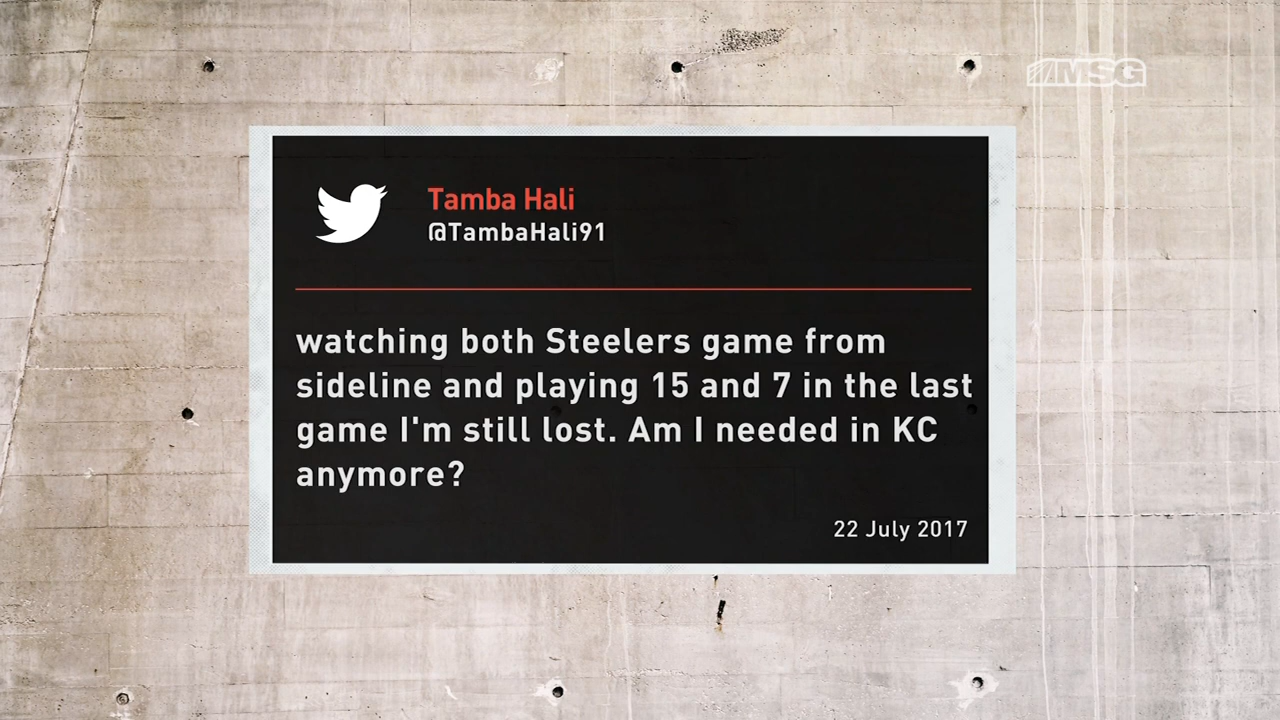 MSG
Tamba Hali
@TambaHali91
watching both Steelers game from
sideline and playing 15 and 7 in the last
game I'm still lost. Am I needed in KC
anymore?
22 July 2017